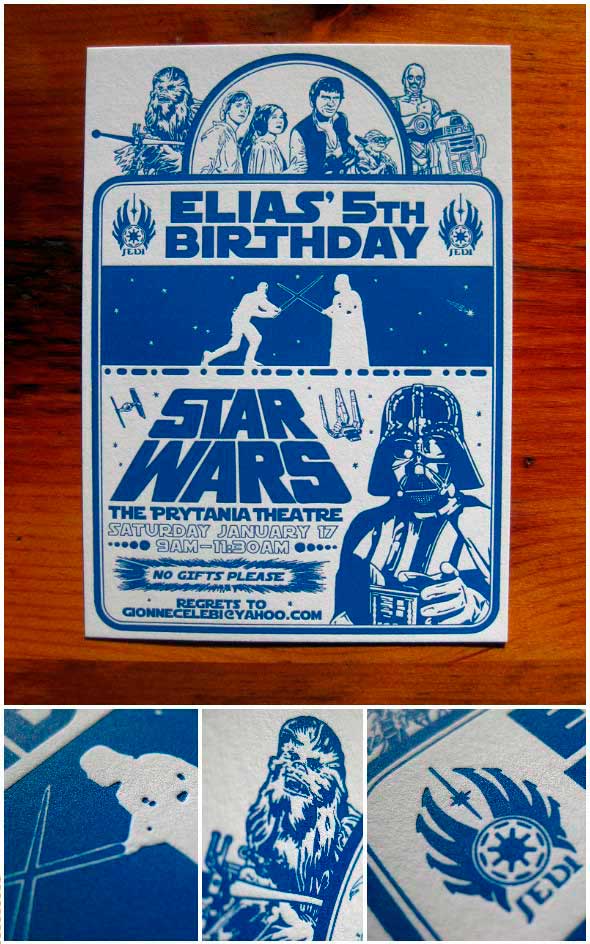 ELIAS' 5TH
BIRTHDAY
JEDI
JEDI
STAR
WARS
THE PRYTANIA THEATRE
SATURDAY JANUARY 17
9AM–11:30AM
NO GIFTS PLEASE
REGRETS TO
GIONNECELEBI@YAHOO.COM
JEDI